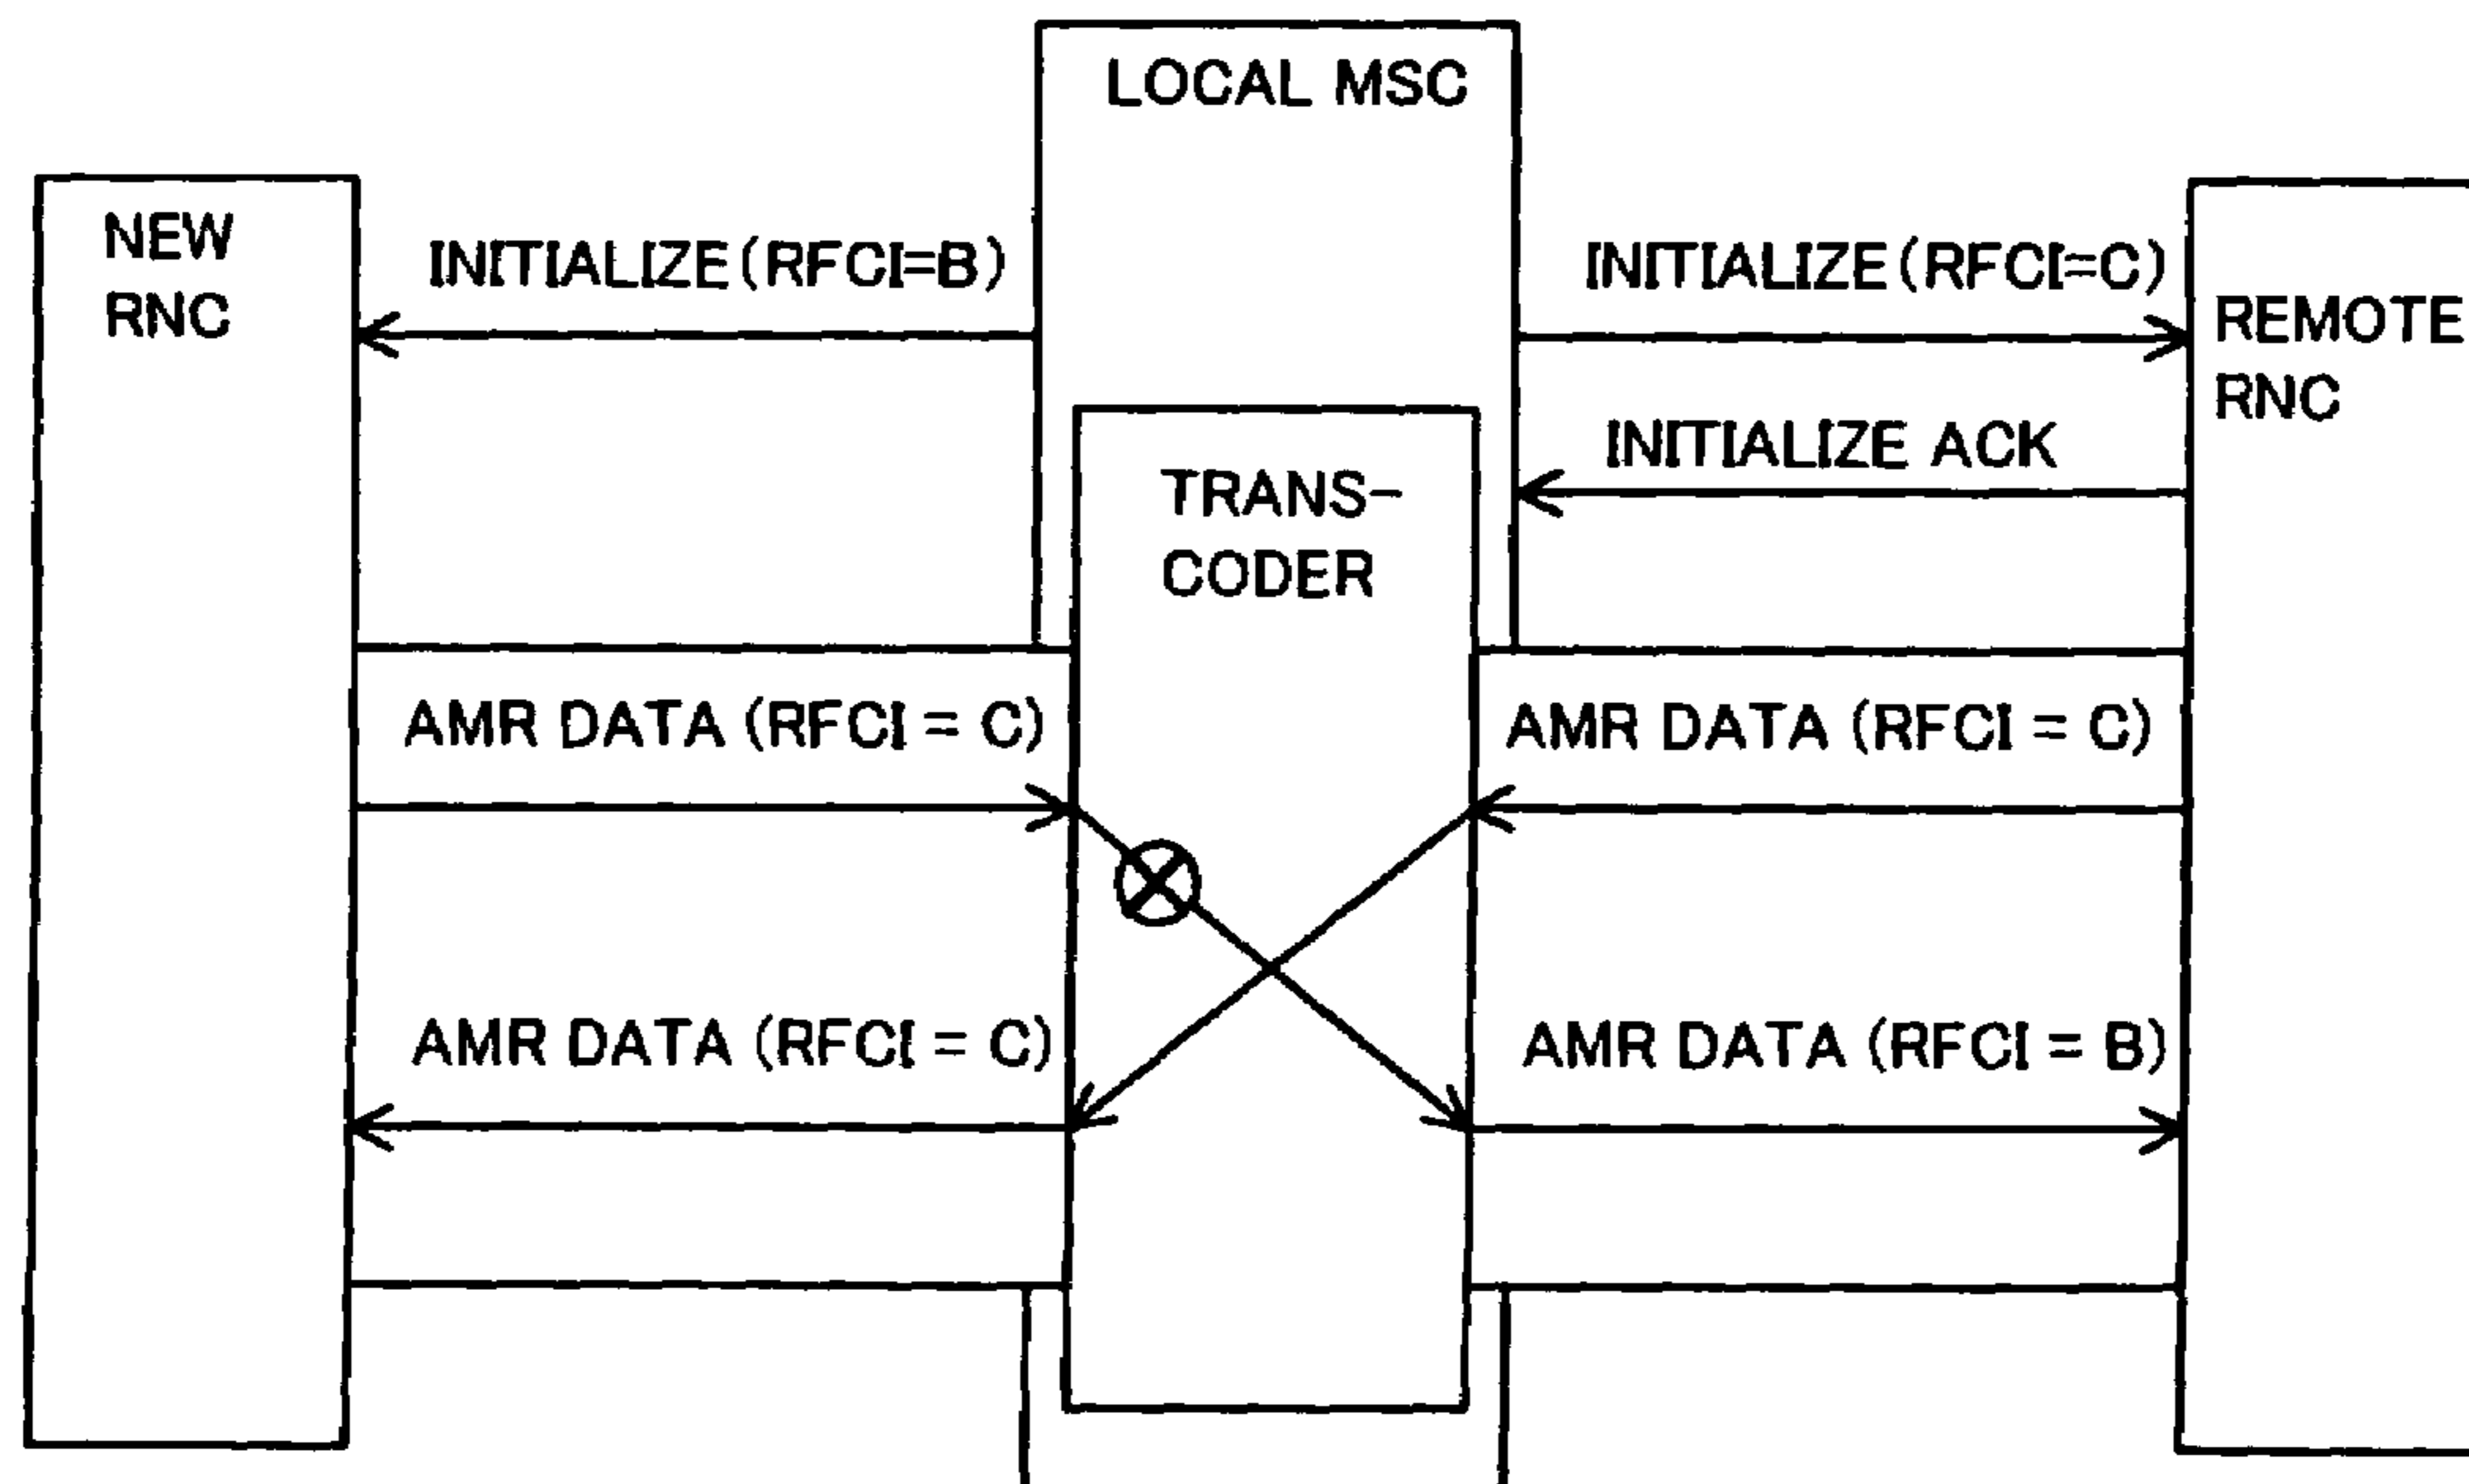 LOCAL MSC
NEW
RNC
INITIALIZE(RFCI=B)
INITIALIZE(RFCI=C)
REMOTE
RNC
INITIALIZE ACK
TRANS-
CODER
AMR DATA (RFCI = C)
AMR DATA (RFCI = C)
AMR DATA (RFCI = C)
AMR DATA (RFCI = B)